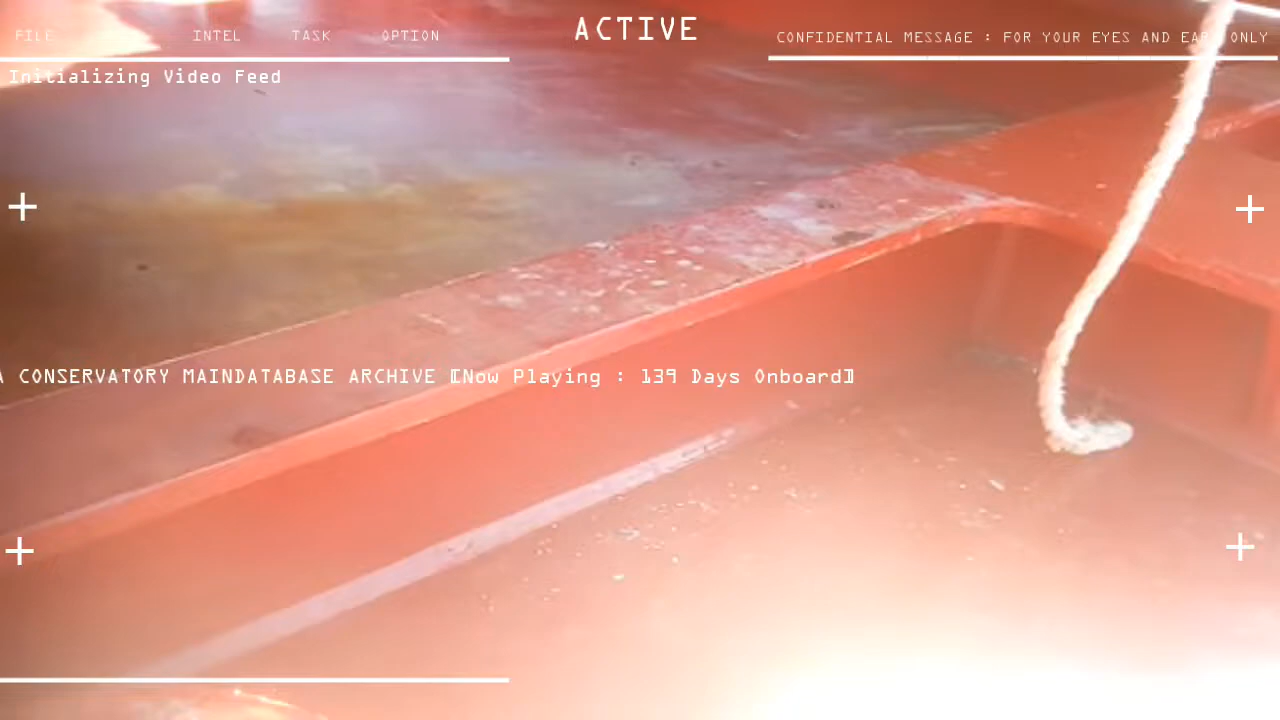 FILE INTEL TASK OPTION
ACTIVE
CONFIDENTIAL MESSAGE : FOR YOUR EYES AND EARS ONLY
Initializing Video Feed
A CONSERVATORY MAINDATABASE ARCHIVE [Now Playing : 139 Days Onboard]